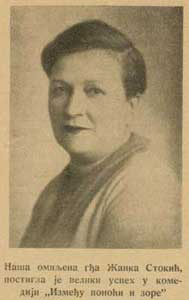 Наша омиљена гђа Жанка Стокић,
постигла је велики успех у коме-
дији „Између поноћи и зоре"